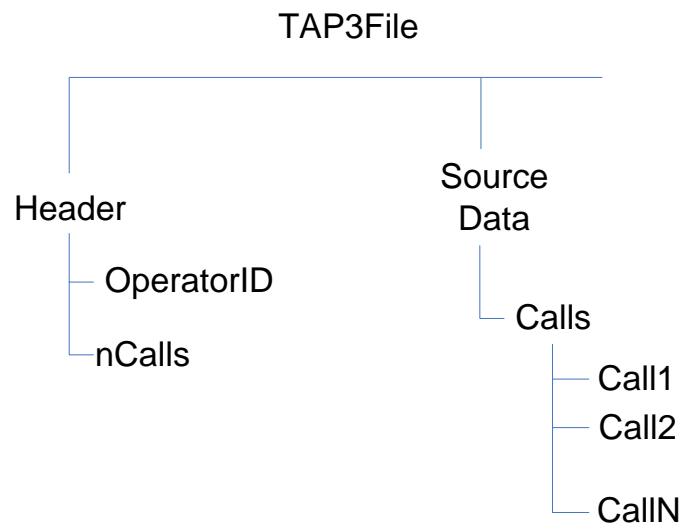 TAP3File
Header
OperatorID
nCalls
Source
Data
Calls
Call1
Call2
CallN